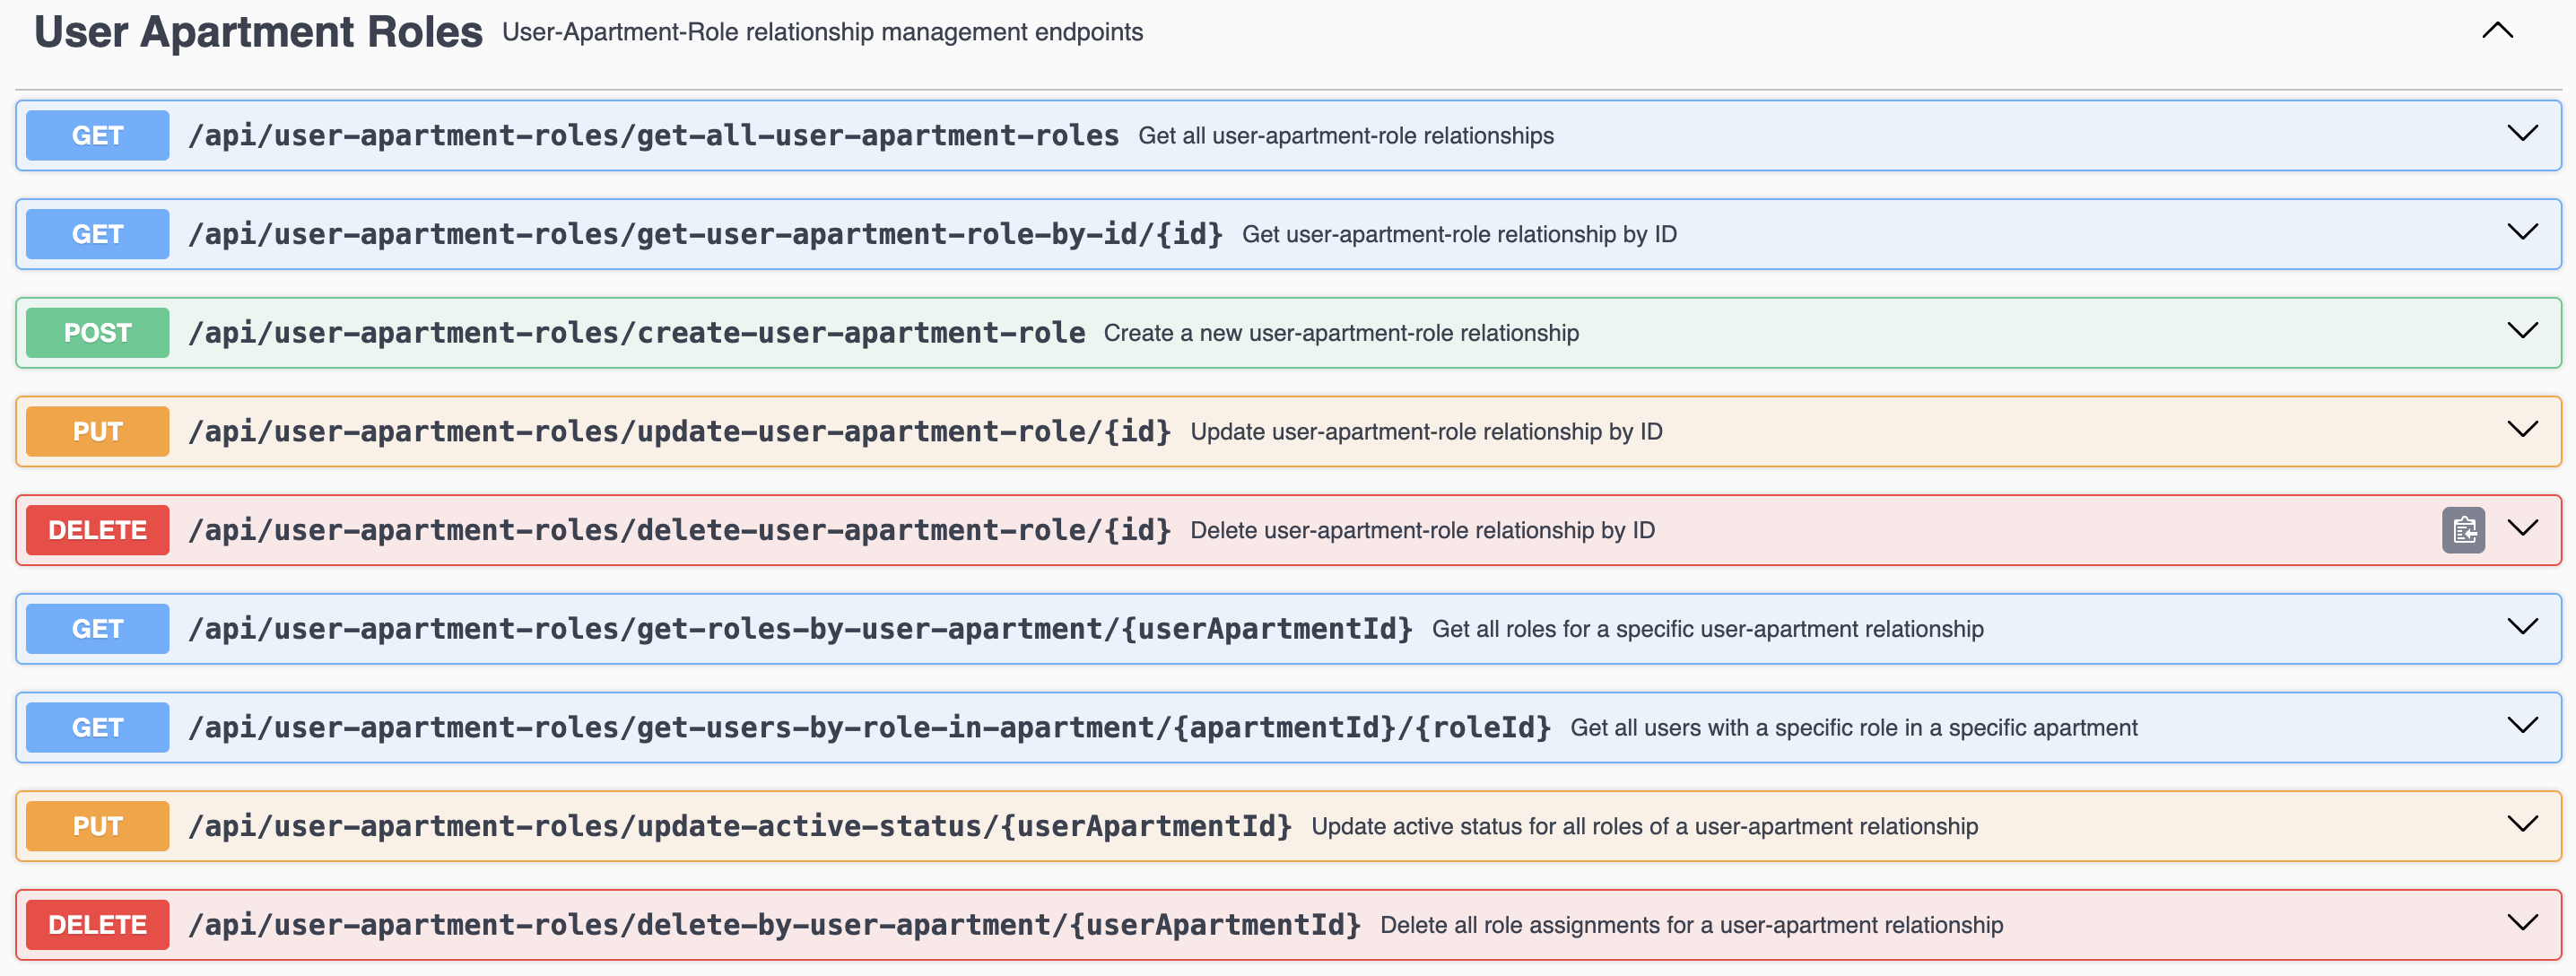 User Apartment Roles User-Apartment-Role relationship management endpoints
GET /api/user-apartment-roles/get-all-user-apartment-roles Get all user-apartment-role relationships
GET /api/user-apartment-roles/get-user-apartment-role-by-id/{id} Get user-apartment-role relationship by ID
POST /api/user-apartment-roles/create-user-apartment-role Create a new user-apartment-role relationship
PUT /api/user-apartment-roles/update-user-apartment-role/{id} Update user-apartment-role relationship by ID
DELETE /api/user-apartment-roles/delete-user-apartment-role/{id} Delete user-apartment-role relationship by ID
GET /api/user-apartment-roles/get-roles-by-user-apartment/{userApartmentId} Get all roles for a specific user-apartment relationship
GET /api/user-apartment-roles/get-users-by-role-in-apartment/{apartmentId}/{roleId} Get all users with a specific role in a specific apartment
PUT /api/user-apartment-roles/update-active-status/{userApartmentId} Update active status for all roles of a user-apartment relationship
DELETE /api/user-apartment-roles/delete-by-user-apartment/{userApartmentId} Delete all role assignments for a user-apartment relationship